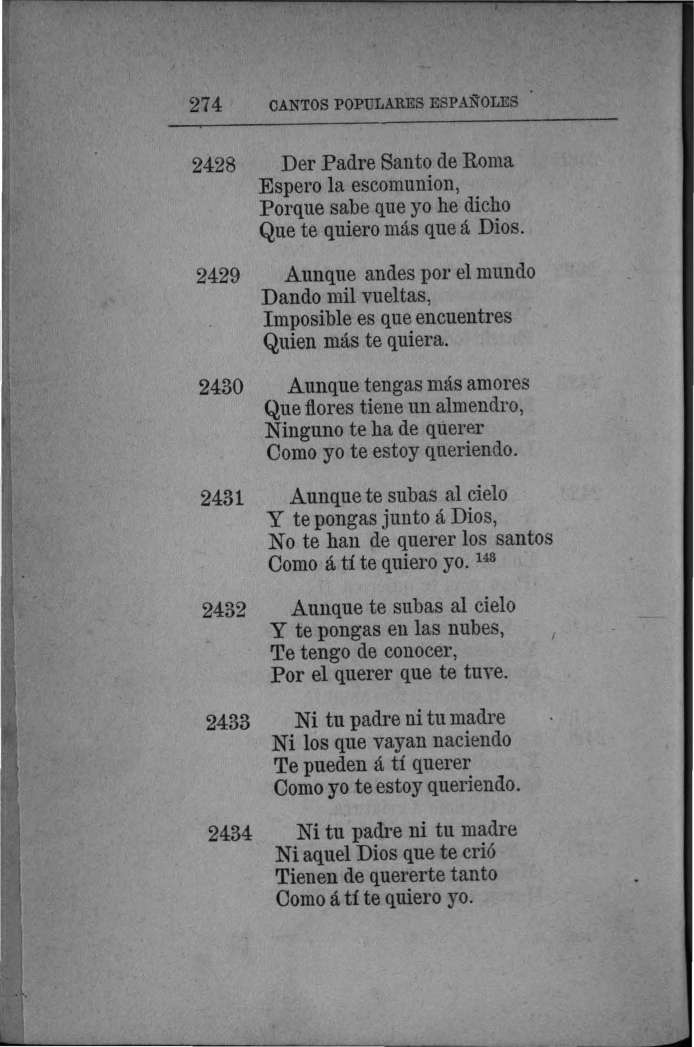 274 CANTOS POPULARES ESPAÑOLES
2428 Der Padre Santo de Roma
Espero la escomunion,
Porque sabe que yo he dicho
Que te quiero más que á Dios.
2429 Aunque andes por el mundo
Dando mil vueltas,
Imposible es que encuentres
Quien más te quiera.
2430 Aunque tengas más amores
Que flores tiene un almendro,
Ninguno te ha de querer
Como yo te estoy queriendo.
2431 Aunque te subas al cielo
Y te pongas junto á Dios,
No te han de querer los santos
Como á tí te quiero yo. 143
2432 Aunque te subas al cielo
Y te pongas en las nubes,
Te tengo de conocer,
Por el querer que te tuve.
2433 Ni tu padre ni tu madre
Ni los que vayan naciendo
Te pueden á tí querer
Como yo te estoy queriendo.
2434 Ni tu padre ni tu madre
Ni aquel Dios que te crió
Tienen de quererte tanto
Como á tí te quiero yo.